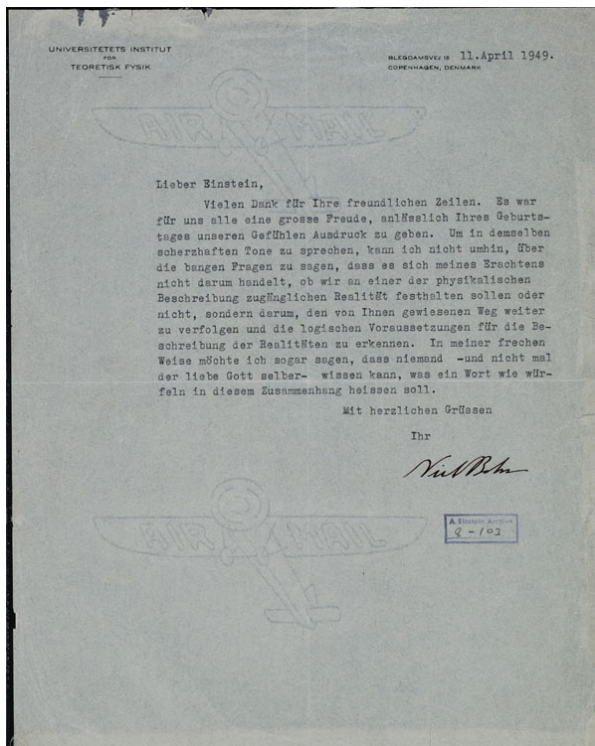 UNIVERSITETETS INSTITUT
FOR
TEORETISK FYSIK
BLEGDAMSVEJ 15 11.April 1949.
COPENHAGEN, DENMARK
AIR MAIL
Lieber Einstein,
Vielen Dank für Ihre freundlichen Zeilen. Es war
für uns alle eine grosse Freude, anlässlich Ihres Geburts-
tages unseren Gefühlen Ausdruck zu geben. Um in demselben
scherzhaften Tone zu sprechen, kann ich nicht umhin, über
die bangen Fragen zu sagen, dass es sich meines Erachtens
nicht darum handelt, ob wir an einer der physikalischen
Beschreibung zugänglichen Realität festhalten sollen oder
nicht, sondern darum, den von Ihnen gewiesenen Weg weiter
zu verfolgen und die logischen Voraussetzungen für die Be-
schreibung der Realitäten zu erkennen. In meiner frechen
Weise möchte ich sogar sagen, dass niemand -und nicht mal
der liebe Gott selber- wissen kann, was ein Wort wie wür-
feln in diesem Zusammenhang heissen soll.
Mit herzlichen Grüssen
Ihr
Niels Bohr
A. Einstein Archive
8-103
AIR MAIL